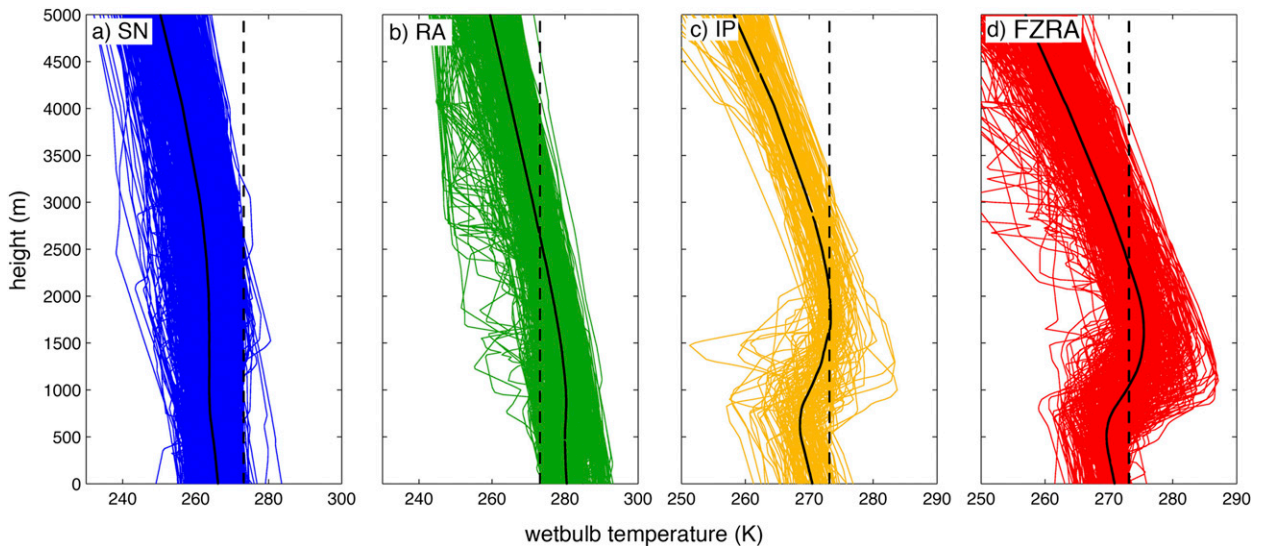 a) SN
b) RA
c) IP
d) FZRA
5000
4500
4000
3500
3000
2500
2000
1500
1000
500
0
height (m)
240 260 280 300
240 260 280 300
250 260 270 280 290
250 260 270 280 290
wetbulb temperature (K)